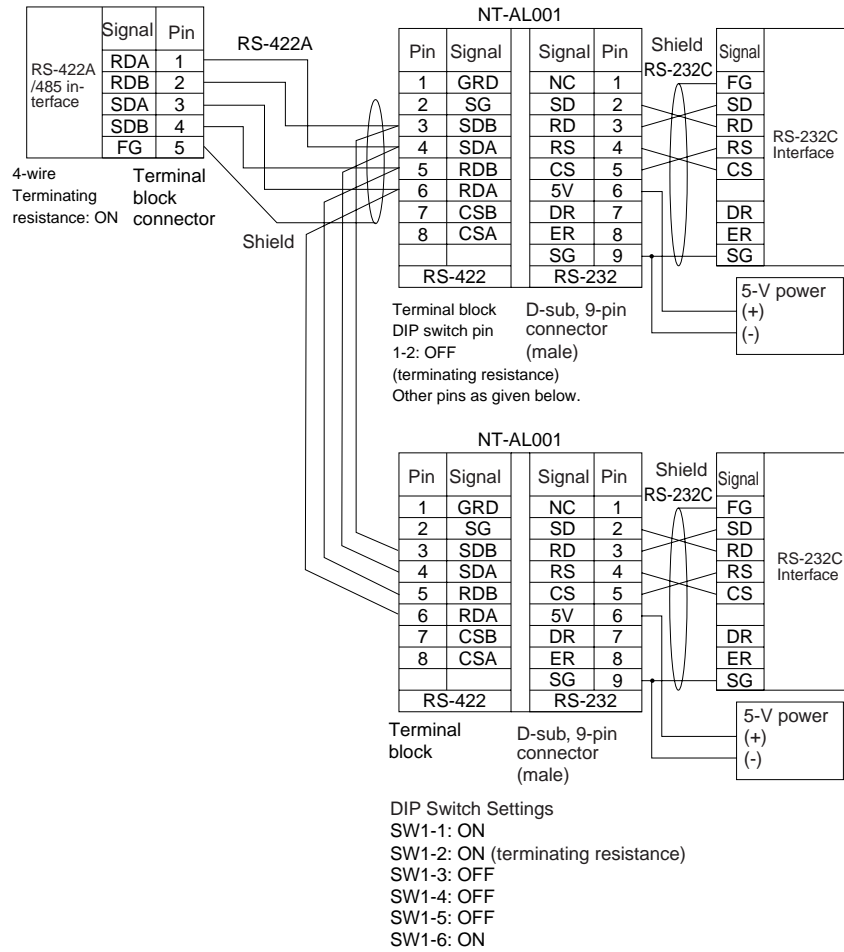 RS-422A
/485 in-
terface
Signal Pin
RDA 1
RDB 2
SDA 3
SDB 4
FG 5
4-wire
Terminating
resistance: ON
Terminal
block
connector
RS-422A
Shield
NT-AL001
Pin Signal
1 GRD
2 SG
3 SDB
4 SDA
5 RDB
6 RDA
7 CSB
8 CSA
RS-422
Signal Pin
NC 1
SD 2
RD 3
RS 4
CS 5
5V 6
DR 7
ER 8
SG 9
RS-232
Shield
RS-232C
Signal
FG
SD
RD
RS
CS
DR
ER
SG
RS-232C
Interface
5-V power
(+)
(-)
Terminal block
DIP switch pin
1-2: OFF
(terminating resistance)
Other pins as given below.
D-sub, 9-pin
connector
(male)
NT-AL001
Pin Signal
1 GRD
2 SG
3 SDB
4 SDA
5 RDB
6 RDA
7 CSB
8 CSA
RS-422
Signal Pin
NC 1
SD 2
RD 3
RS 4
CS 5
5V 6
DR 7
ER 8
SG 9
RS-232
Shield
RS-232C
Signal
FG
SD
RD
RS
CS
DR
ER
SG
RS-232C
Interface
5-V power
(+)
(-)
Terminal
block
D-sub, 9-pin
connector
(male)
DIP Switch Settings
SW1-1: ON
SW1-2: ON (terminating resistance)
SW1-3: OFF
SW1-4: OFF
SW1-5: OFF
SW1-6: ON